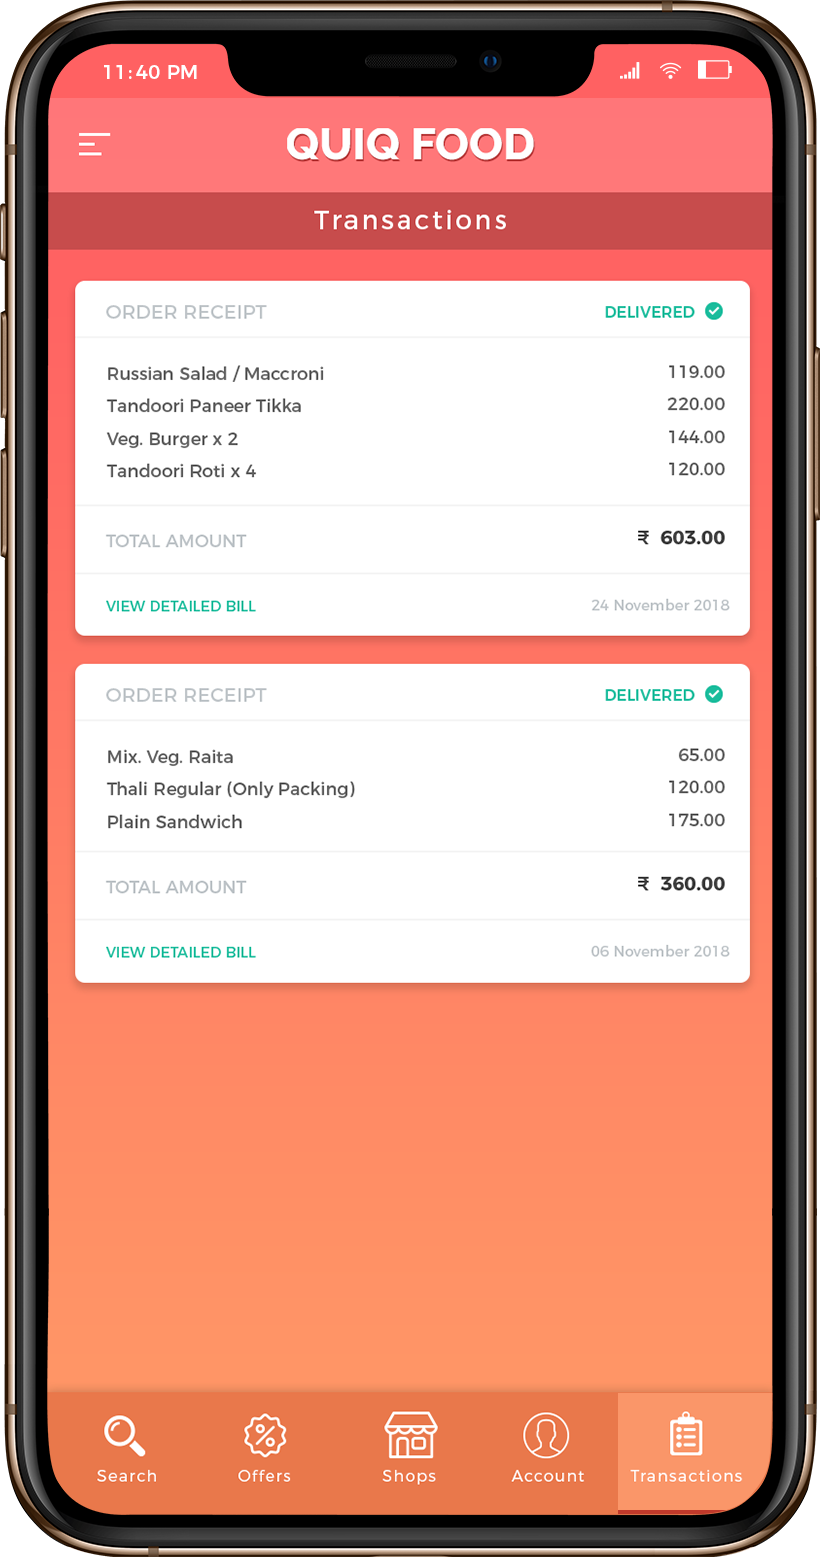 11:40 PM
QUIQ FOOD
Transactions
ORDER RECEIPT DELIVERED
Russian Salad / Maccroni 119.00
Tandoori Paneer Tikka 220.00
Veg. Burger x 2 144.00
Tandoori Roti x 4 120.00
TOTAL AMOUNT ₹ 603.00
VIEW DETAILED BILL 24 November 2018
ORDER RECEIPT DELIVERED
Mix. Veg. Raita 65.00
Thali Regular (Only Packing) 120.00
Plain Sandwich 175.00
TOTAL AMOUNT ₹ 360.00
VIEW DETAILED BILL 06 November 2018
Search Offers Shops Account Transactions